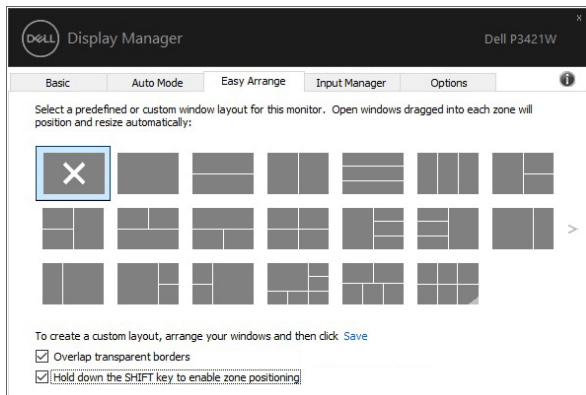 x
DELL Display Manager Dell P3421W
Basic Auto Mode Easy Arrange Input Manager Options
Select a predefined or custom window layout for this monitor. Open windows dragged into each zone will
position and resize automatically:
To create a custom layout, arrange your windows and then click Save
Overlap transparent borders
Hold down the SHIFT key to enable zone positioning